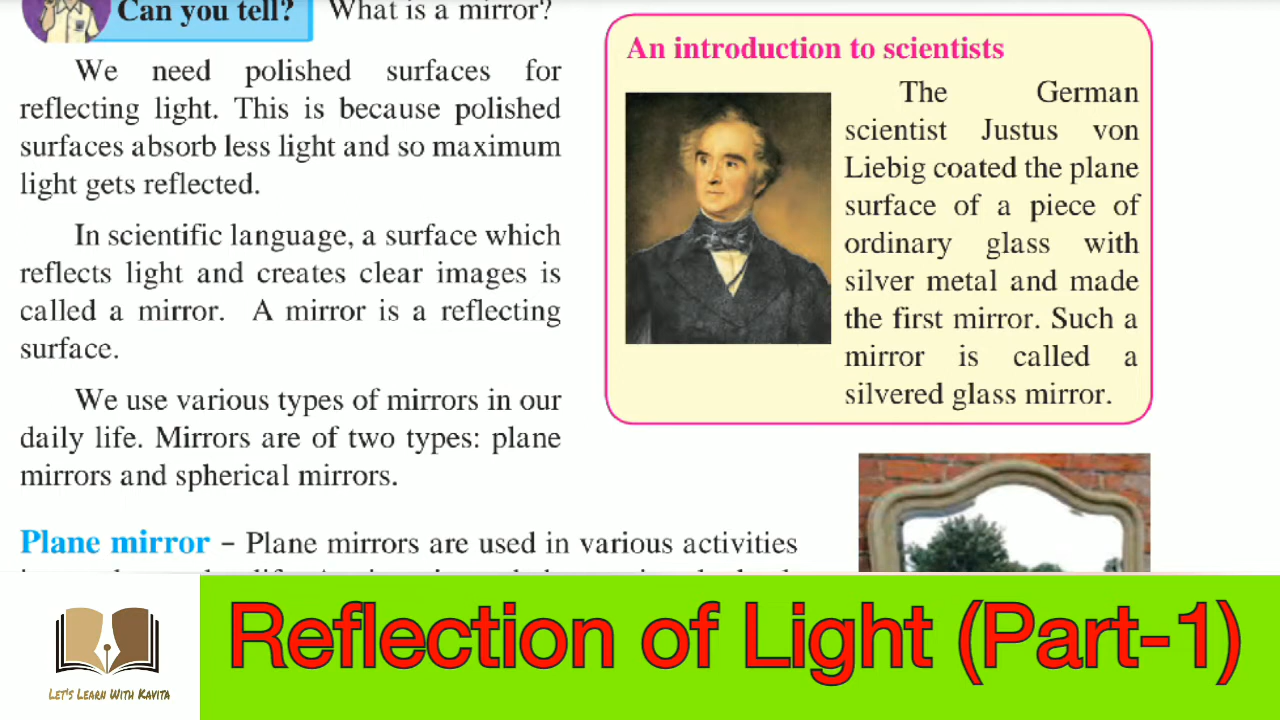 Can you tell? What is a mirror?
We need polished surfaces for
reflecting light. This is because polished
surfaces absorb less light and so maximum
light gets reflected.
In scientific language, a surface which
reflects light and creates clear images is
called a mirror. A mirror is a reflecting
surface.
We use various types of mirrors in our
daily life. Mirrors are of two types: plane
mirrors and spherical mirrors.
Plane mirror – Plane mirrors are used in various activities
An introduction to scientists
The German
scientist Justus von
Liebig coated the plane
surface of a piece of
ordinary glass with
silver metal and made
the first mirror. Such a
mirror is called a
silvered glass mirror.
LET'S LEARN WITH KAVITA
Reflection of Light (Part-1)